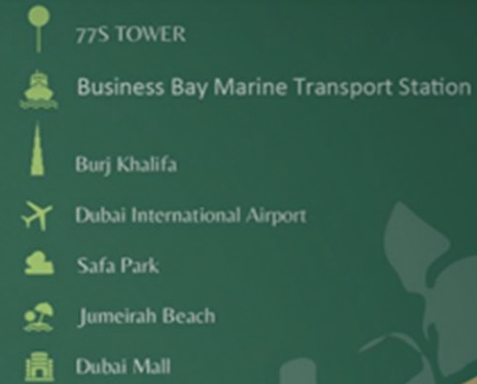 77S TOWER
Business Bay Marine Transport Station
Burj Khalifa
Dubai International Airport
Safa Park
Jumeirah Beach
Dubai Mall